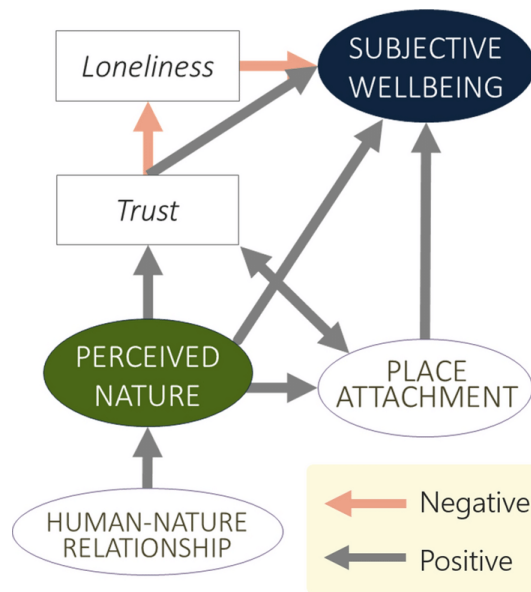 Loneliness
SUBJECTIVE
WELLBEING
Trust
PERCEIVED
NATURE
PLACE
ATTACHMENT
HUMAN-NATURE
RELATIONSHIP
Negative
Positive